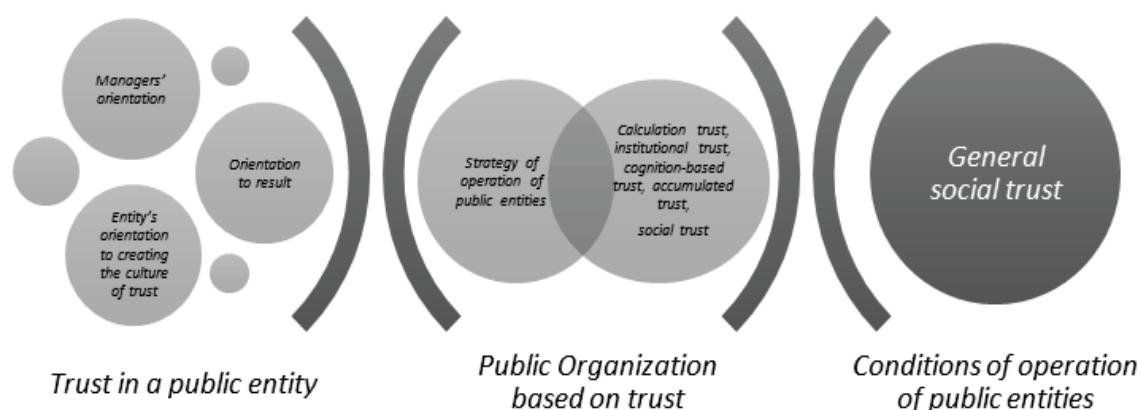 Managers'
orientation
Orientation
to result
Entity's
orientation
to creating
the culture
of trust
Trust in a public entity
Strategy of
operation of
public entities
Calculation trust,
institutional trust,
cognition-based
trust, accumulated
trust,
social trust
Public Organization
based on trust
General
social trust
Conditions of operation
of public entities